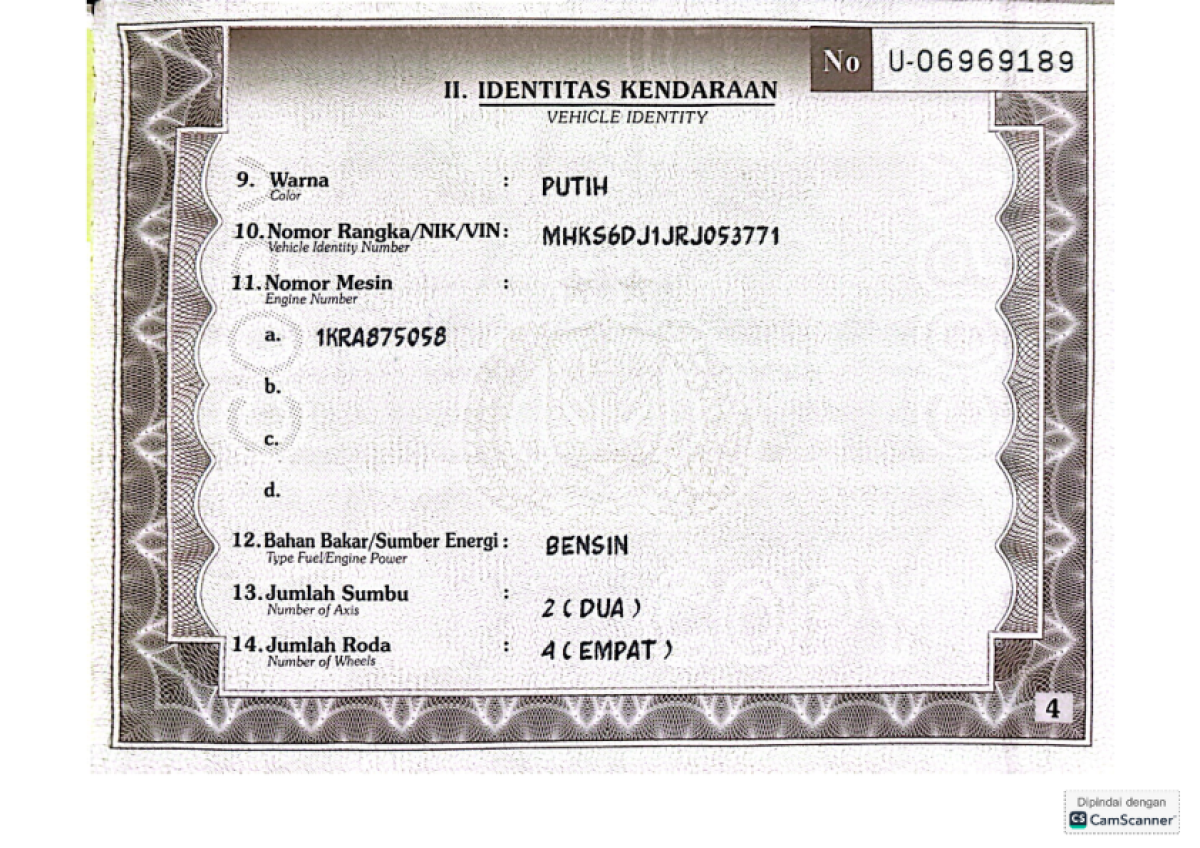 No U-06969189
II. IDENTITAS KENDARAAN
VEHICLE IDENTITY
9. Warna : PUTIH
Color
10. Nomor Rangka/NIK/VIN : MHKS6DJ1JRJ053771
Vehicle Identity Number
11. Nomor Mesin :
Engine Number
a. 1KRA875058
b.
c.
d.
12. Bahan Bakar/Sumber Energi : BENSIN
Type Fuel/Engine Power
13. Jumlah Sumbu : 2 ( DUA )
Number of Axis
14. Jumlah Roda : 4 ( EMPAT )
Number of Wheels
4
Dipindai dengan
CS CamScanner